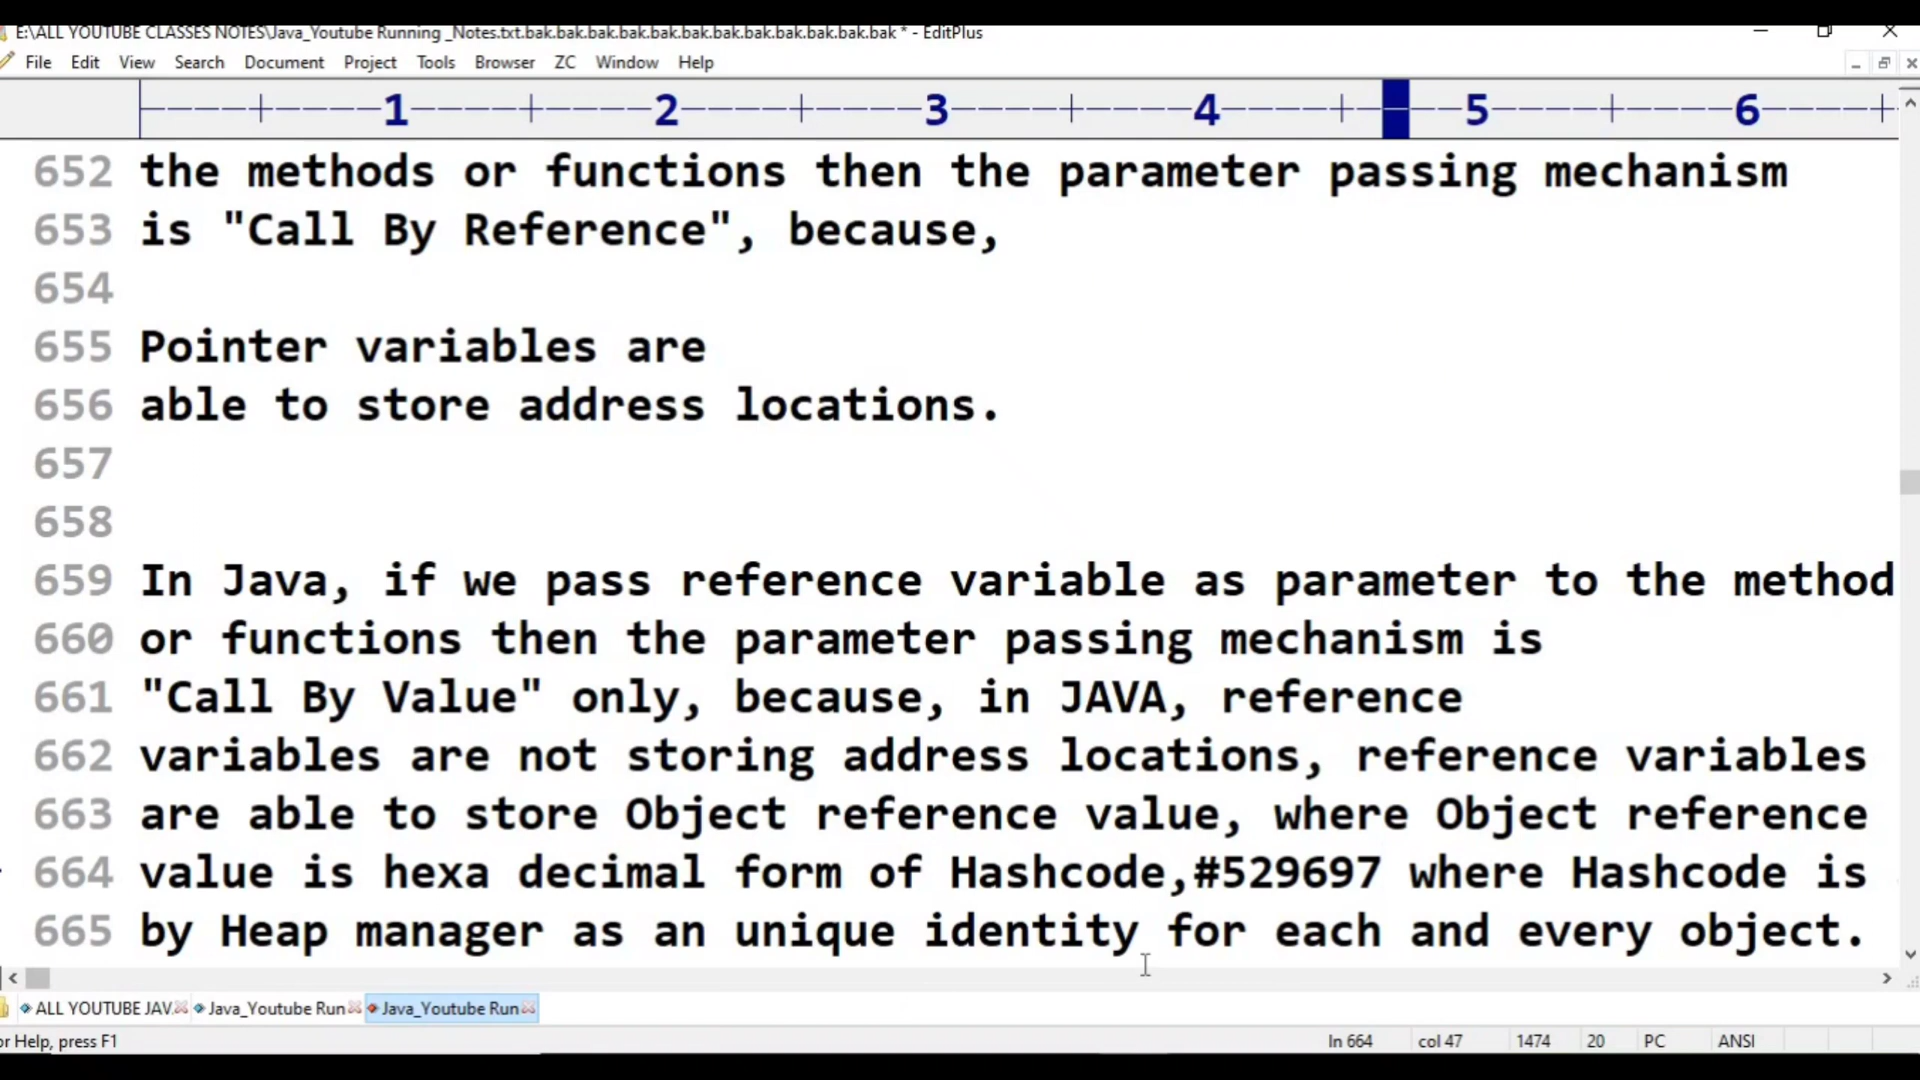 E:\ALL YOUTUBE CLASSES NOTES\Java_Youtube Running _Notes.txt.bak.bak.bak.bak.bak.bak.bak.bak.bak.bak.bak.bak * - EditPlus
File Edit View Search Document Project Tools Browser ZC Window Help
1 2 3 4 5 6
652 the methods or functions then the parameter passing mechanism
653 is "Call By Reference", because,
654
655 Pointer variables are
656 able to store address locations.
657
658
659 In Java, if we pass reference variable as parameter to the method
660 or functions then the parameter passing mechanism is
661 "Call By Value" only, because, in JAVA, reference
662 variables are not storing address locations, reference variables
663 are able to store Object reference value, where Object reference
664 value is hexa decimal form of Hashcode,#529697 where Hashcode is
665 by Heap manager as an unique identity for each and every object.
ALL YOUTUBE JAV Java_Youtube Run Java_Youtube Run
or Help, press F1 ln 664 col 47 1474 20 PC ANSI